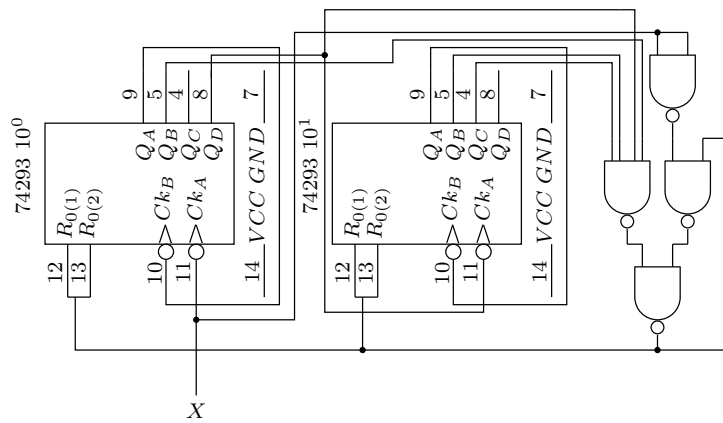 74293 10^0
9
5
4
8
7
Q_A
Q_B
Q_C
Q_D
GND
R_0(1)
R_0(2)
Ck_B
Ck_A
VCC
12
13
10
11
14
74293 10^1
9
5
4
8
7
Q_A
Q_B
Q_C
Q_D
GND
R_0(1)
R_0(2)
Ck_B
Ck_A
VCC
12
13
10
11
14
X